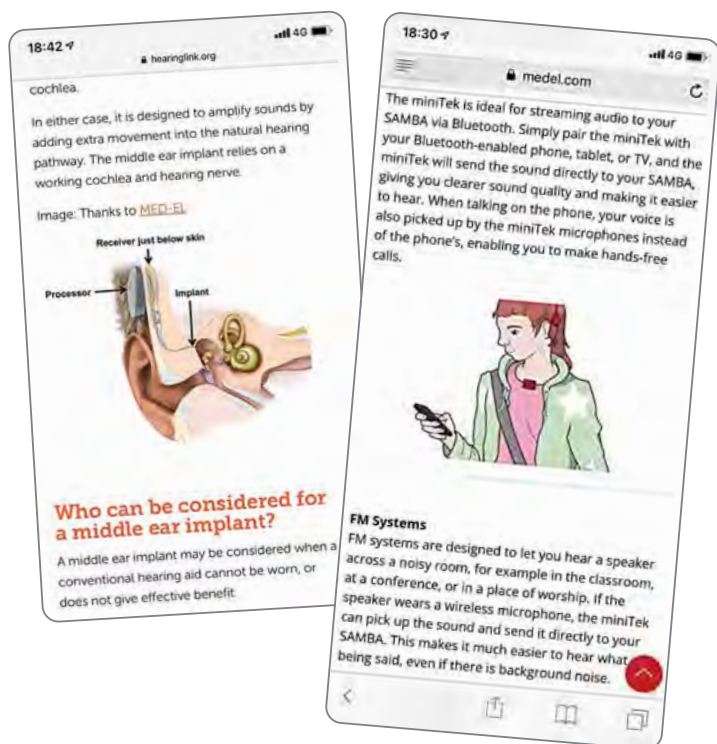 18:42
4G
hearinglink.org
cochlea.
In either case, it is designed to amplify sounds by
adding extra movement into the natural hearing
pathway. The middle ear implant relies on a
working cochlea and hearing nerve.
Image: Thanks to MED-EL
Receiver just below skin
Processor
Implant
Who can be considered for
a middle ear implant?
A middle ear implant may be considered when a
conventional hearing aid cannot be worn, or
does not give effective benefit
18:30
4G
medel.com
The miniTek is ideal for streaming audio to your
SAMBA via Bluetooth. Simply pair the miniTek with
your Bluetooth-enabled phone, tablet, or TV, and the
miniTek will send the sound directly to your SAMBA,
giving you clearer sound quality and making it easier
to hear. When talking on the phone, your voice is
also picked up by the miniTek microphones instead
of the phone's, enabling you to make hands-free
calls.
FM Systems
FM systems are designed to let you hear a speaker
across a noisy room, for example in the classroom,
at a conference, or in a place of worship. If the
speaker wears a wireless microphone, the miniTek
can pick up the sound and send it directly to your
SAMBA. This makes it much easier to hear what
being said, even if there is background noise.